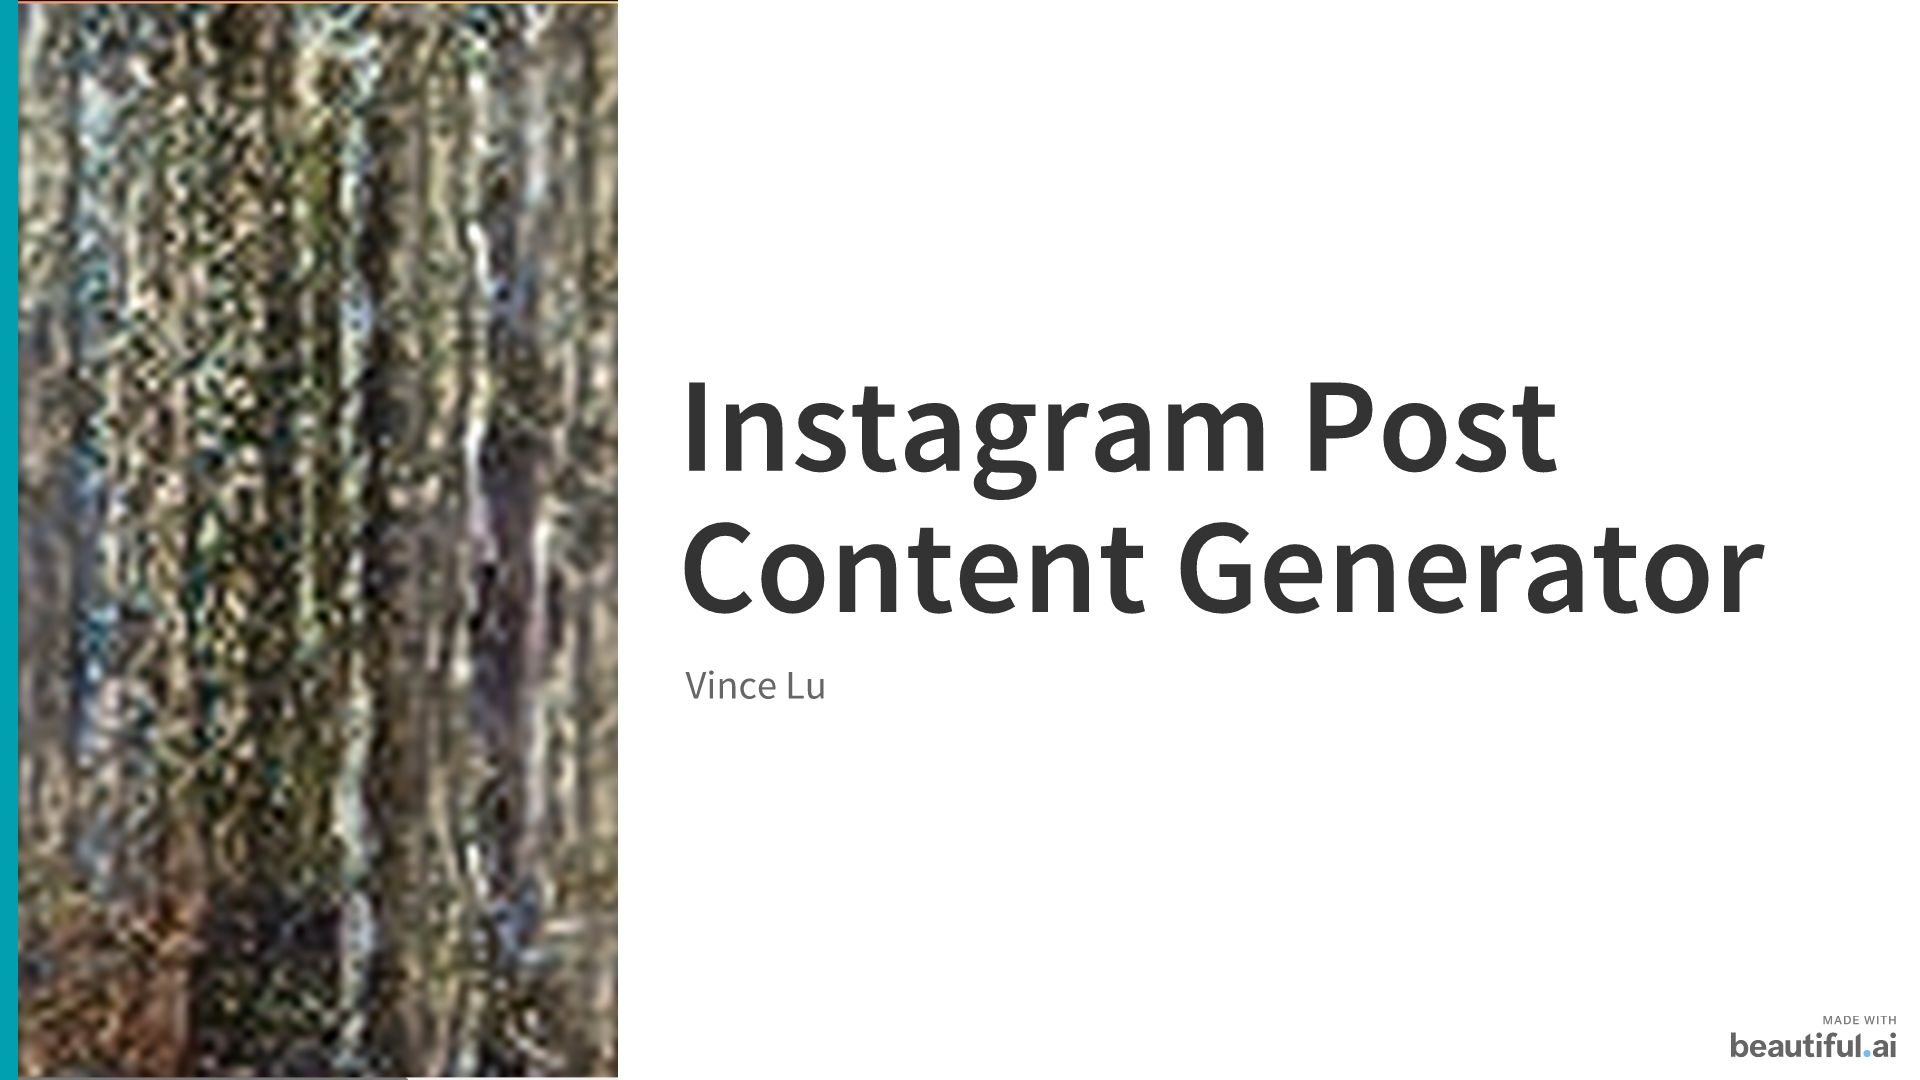 Instagram Post
Content Generator
Vince Lu
MADE WITH
beautiful.ai